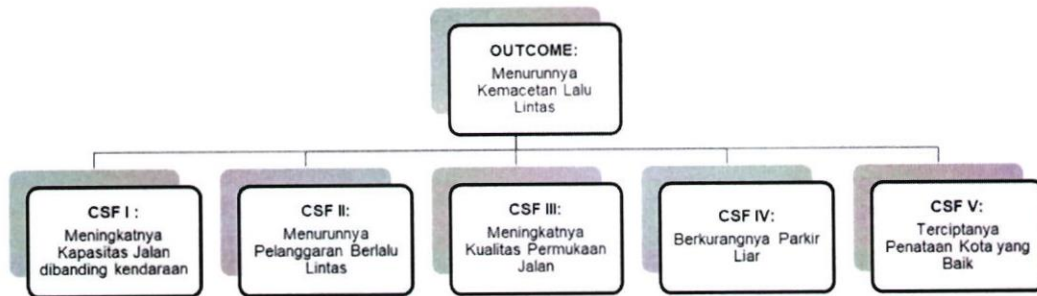 OUTCOME:
Menurunnya
Kemacetan Lalu
Lintas
CSF I :
Meningkatnya
Kapasitas Jalan
dibanding kendaraan
CSF II:
Menurunnya
Pelanggaran Berlalu
Lintas
CSF III:
Meningkatnya
Kualitas Permukaan
Jalan
CSF IV:
Berkurangnya Parkir
Liar
CSF V:
Terciptanya
Penataan Kota yang
Baik